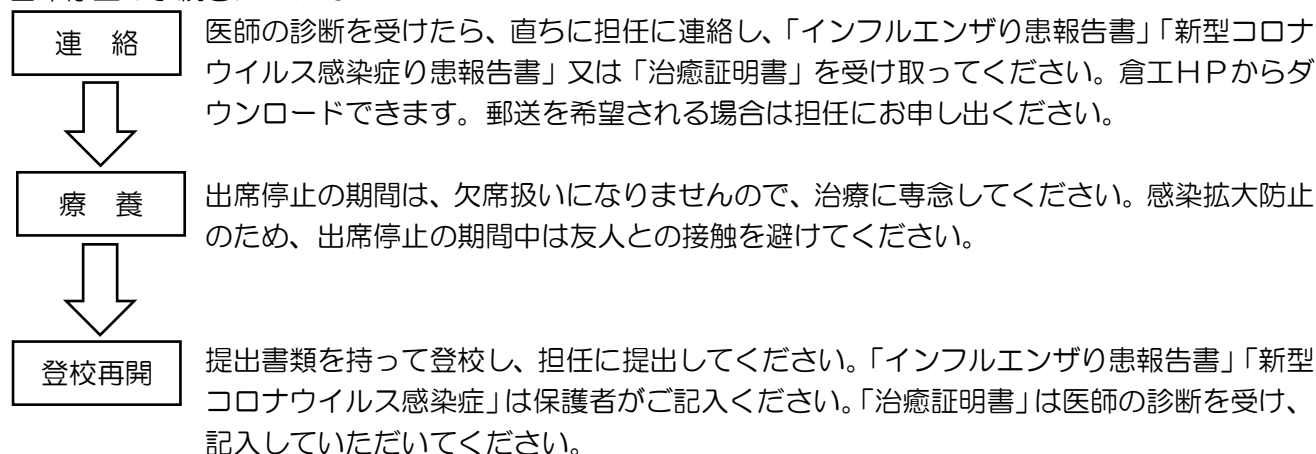 連　絡
医師の診断を受けたら、直ちに担任に連絡し、「インフルエンザり患報告書」「新型コロナ
ウイルス感染症り患報告書」又は「治癒証明書」を受け取ってください。倉工ＨＰからダ
ウンロードできます。郵送を希望される場合は担任にお申し出ください。
療　養
出席停止の期間は、欠席扱いになりませんので、治療に専念してください。感染拡大防止
のため、出席停止の期間中は友人との接触を避けてください。
登校再開
提出書類を持って登校し、担任に提出してください。「インフルエンザり患報告書」「新型
コロナウイルス感染症」は保護者がご記入ください。「治癒証明書」は医師の診断を受け、
記入していただいてください。